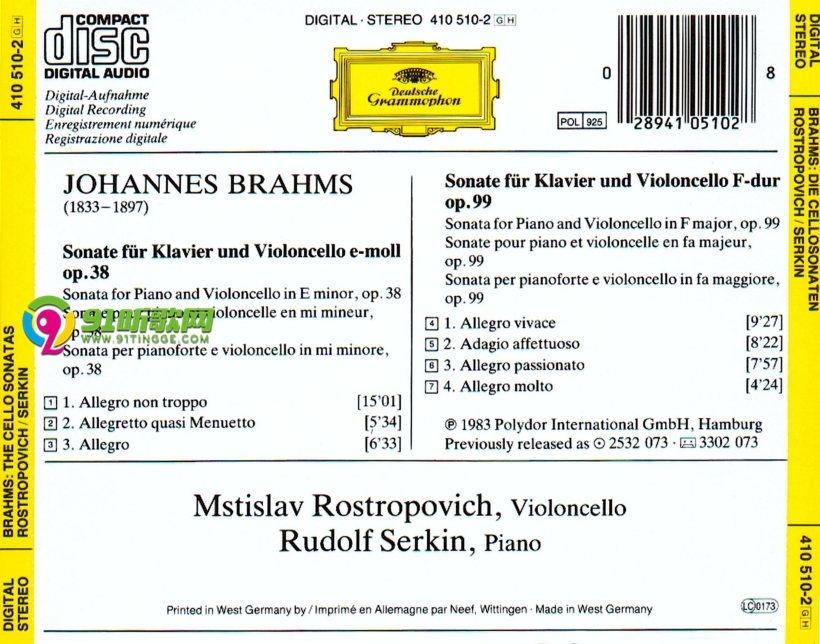 410 510-2 GH
BRAHMS: THE CELLO SONATAS
ROSTROPOVICH / SERKIN
DIGITAL
STEREO
COMPACT
disc
DIGITAL AUDIO
DIGITAL · STEREO 410 510-2 GH
Deutsche
Grammophon
Digital-Aufnahme
Digital Recording
Enregistrement numérique
Registrazione digitale
POL 925
0 28941 05102 8
JOHANNES BRAHMS
(1833–1897)
Sonate für Klavier und Violoncello e-moll
op. 38
Sonata for Piano and Violoncello in E minor, op. 38
violoncelle en mi mineur,
Sonata per pianoforte e violoncello in mi minore,
op. 38
1 1. Allegro non troppo [15'01]
2 2. Allegretto quasi Menuetto [5'34]
3 3. Allegro [6'33]
91听歌网
WWW.91TINGGE.COM
Sonate für Klavier und Violoncello F-dur
op. 99
Sonata for Piano and Violoncello in F major, op. 99
Sonate pour piano et violoncelle en fa majeur,
op. 99
Sonata per pianoforte e violoncello in fa maggiore,
op. 99
4 1. Allegro vivace [9'27]
5 2. Adagio affettuoso [8'22]
6 3. Allegro passionato [7'57]
7 4. Allegro molto [4'24]
℗ 1983 Polydor International GmbH, Hamburg
Previously released as 2532 073 · 3302 073
Mstislav Rostropovich, Violoncello
Rudolf Serkin, Piano
Printed in West Germany by / Imprimé en Allemagne par Neef, Wittingen · Made in West Germany
LC 0173
DIGITAL
STEREO
BRAHMS: DIE CELLOSONATEN
ROSTROPOVICH / SERKIN
410 510-2 GH